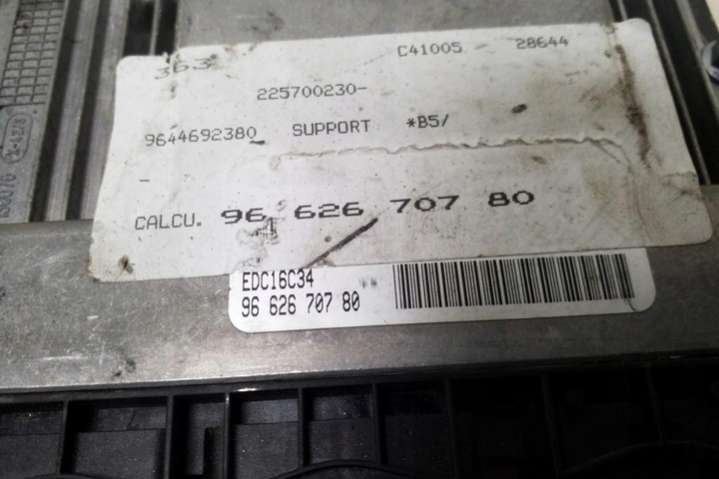 363 C41005 28644
225700230-
9644692380 SUPPORT *B5/
-
CALCU. 96 626 707 80
EDC16C34
96 626 707 80